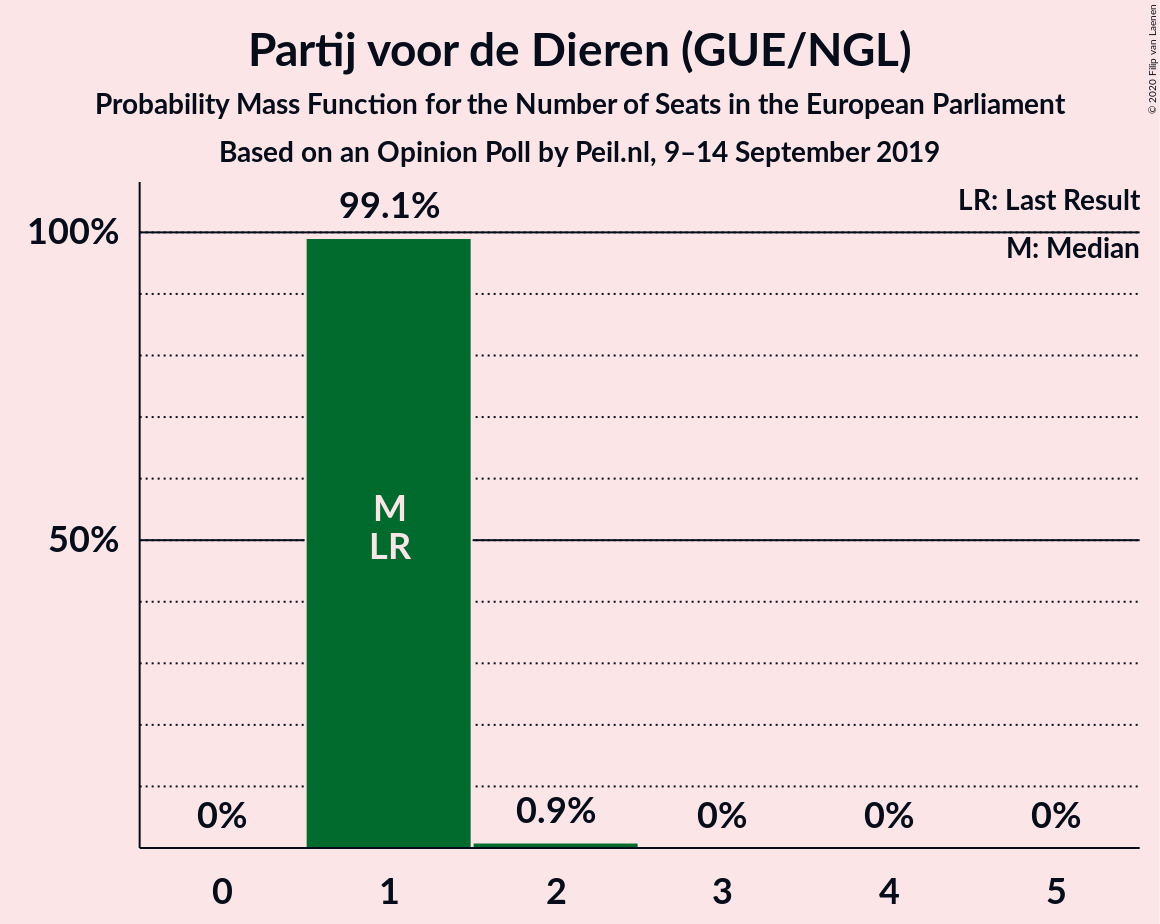 Partij voor de Dieren (GUE/NGL)
Probability Mass Function for the Number of Seats in the European Parliament
Based on an Opinion Poll by Peil.nl, 9–14 September 2019
© 2020 Filip van Laenen
LR: Last Result
M: Median
99.1%
100%
50%
M
LR
0%
0.9%
0%
0%
0%
0
1
2
3
4
5